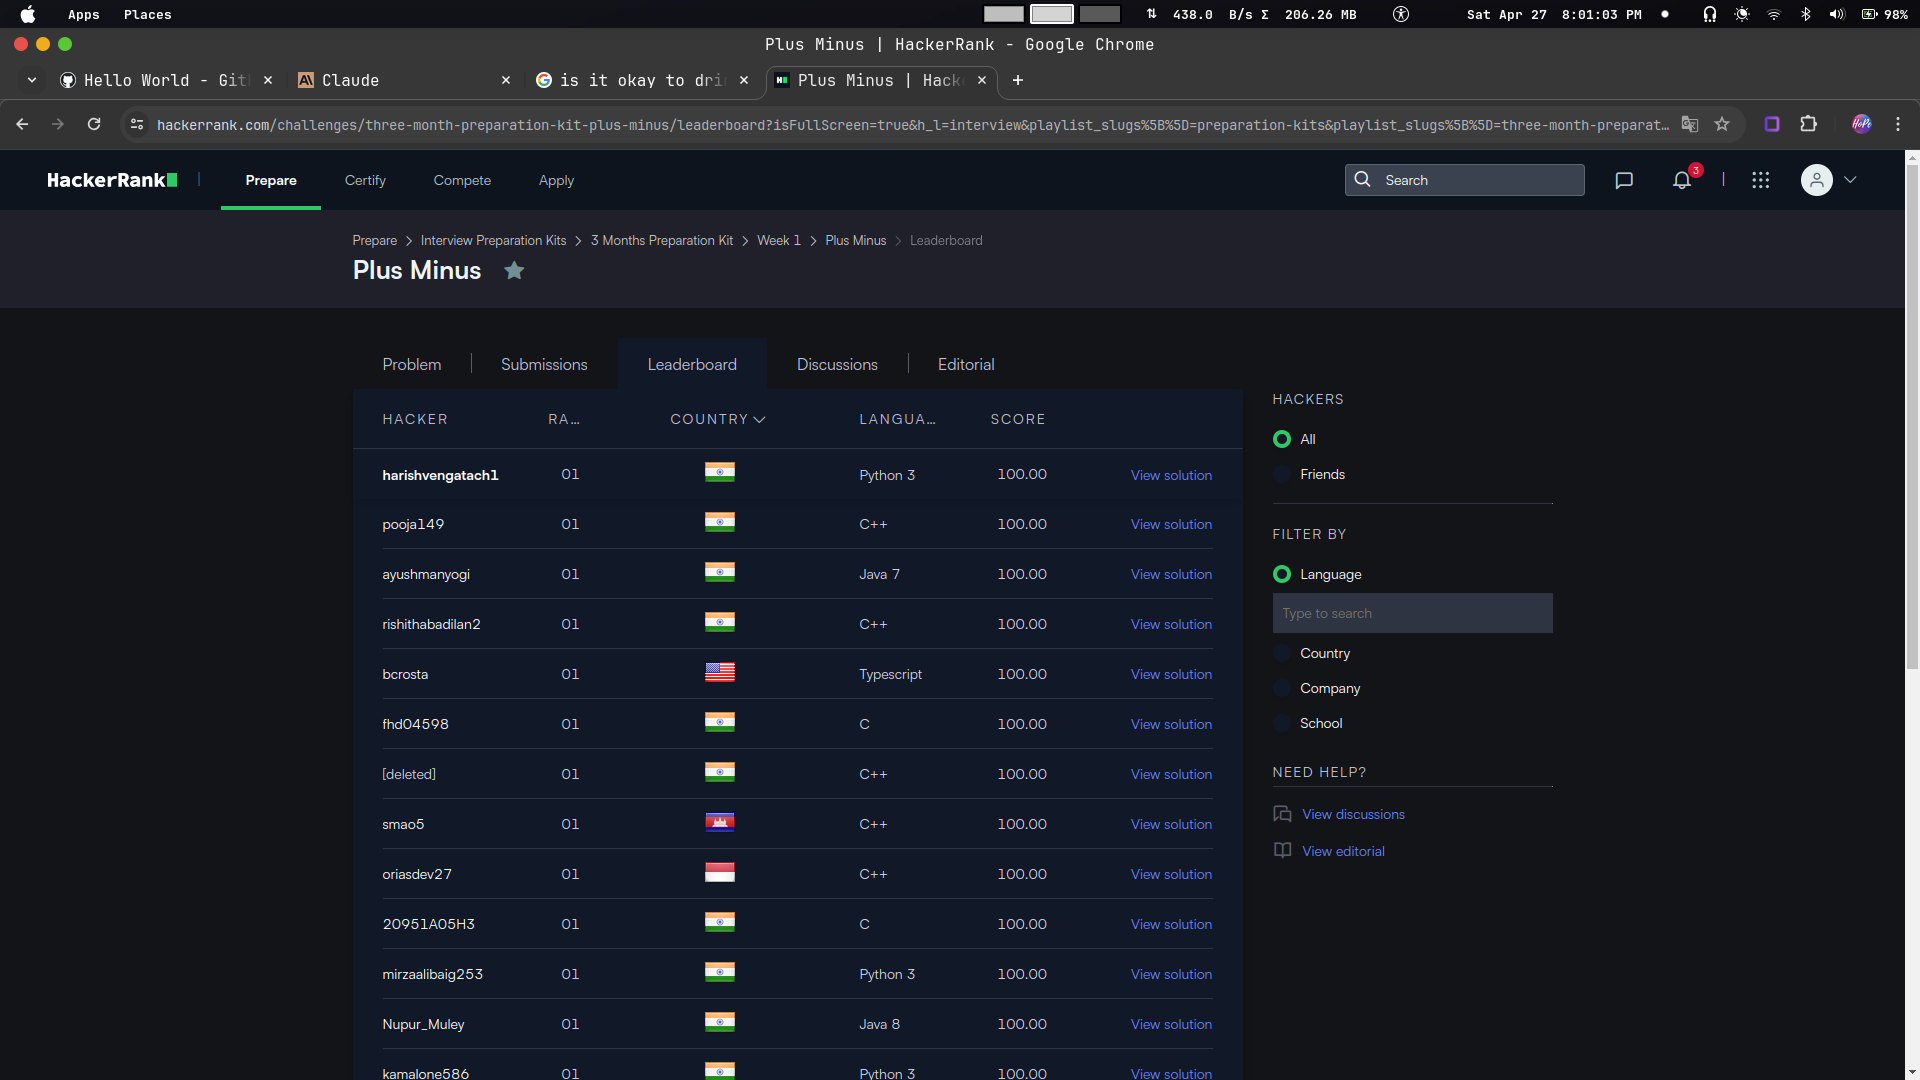 Apps Places 438.0 B/s Σ 206.26 MB Sat Apr 27 8:01:03 PM 98%
Plus Minus | HackerRank - Google Chrome
Hello World - Git Claude is it okay to dri Plus Minus | Hack
hackerrank.com/challenges/three-month-preparation-kit-plus-minus/leaderboard?isFullScreen=true&h_l=interview&playlist_slugs%5B%5D=preparation-kits&playlist_slugs%5B%5D=three-month-preparat...
HackerRank Prepare Certify Compete Apply Search 3
Prepare Interview Preparation Kits 3 Months Preparation Kit Week 1 Plus Minus Leaderboard
Plus Minus
Problem Submissions Leaderboard Discussions Editorial
HACKER RA... COUNTRY LANGUA... SCORE
harishvengatach1 01 Python 3 100.00 View solution
pooja149 01 C++ 100.00 View solution
ayushmanyogi 01 Java 7 100.00 View solution
rishithabadilan2 01 C++ 100.00 View solution
bcrosta 01 Typescript 100.00 View solution
fhd04598 01 C 100.00 View solution
[deleted] 01 C++ 100.00 View solution
smao5 01 C++ 100.00 View solution
oriasdev27 01 C++ 100.00 View solution
20951A05H3 01 C 100.00 View solution
mirzaalibaig253 01 Python 3 100.00 View solution
Nupur_Muley 01 Java 8 100.00 View solution
kamalone586 01 Python 3 100.00 View solution
HACKERS
All
Friends
FILTER BY
Language
Type to search
Country
Company
School
NEED HELP?
View discussions
View editorial